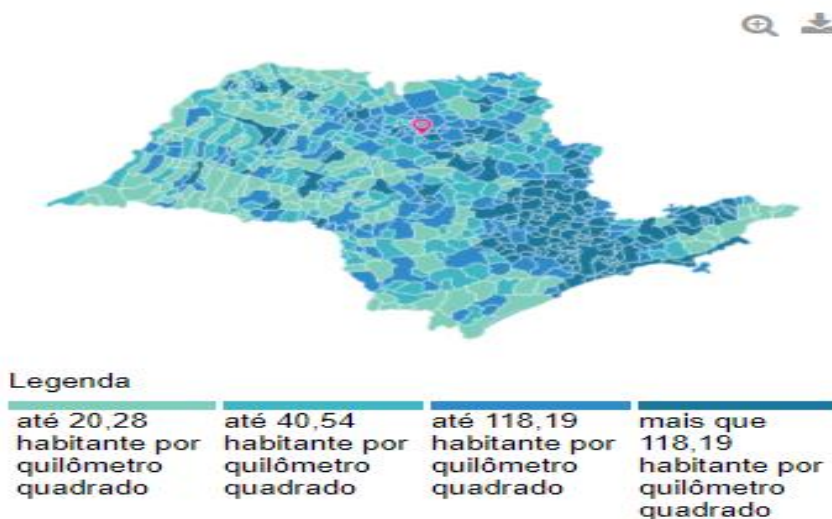 Legenda
até 20,28
habitante por
quilômetro
quadrado
até 40,54
habitante por
quilômetro
quadrado
até 118,19
habitante por
quilômetro
quadrado
mais que
118,19
habitante por
quilômetro
quadrado